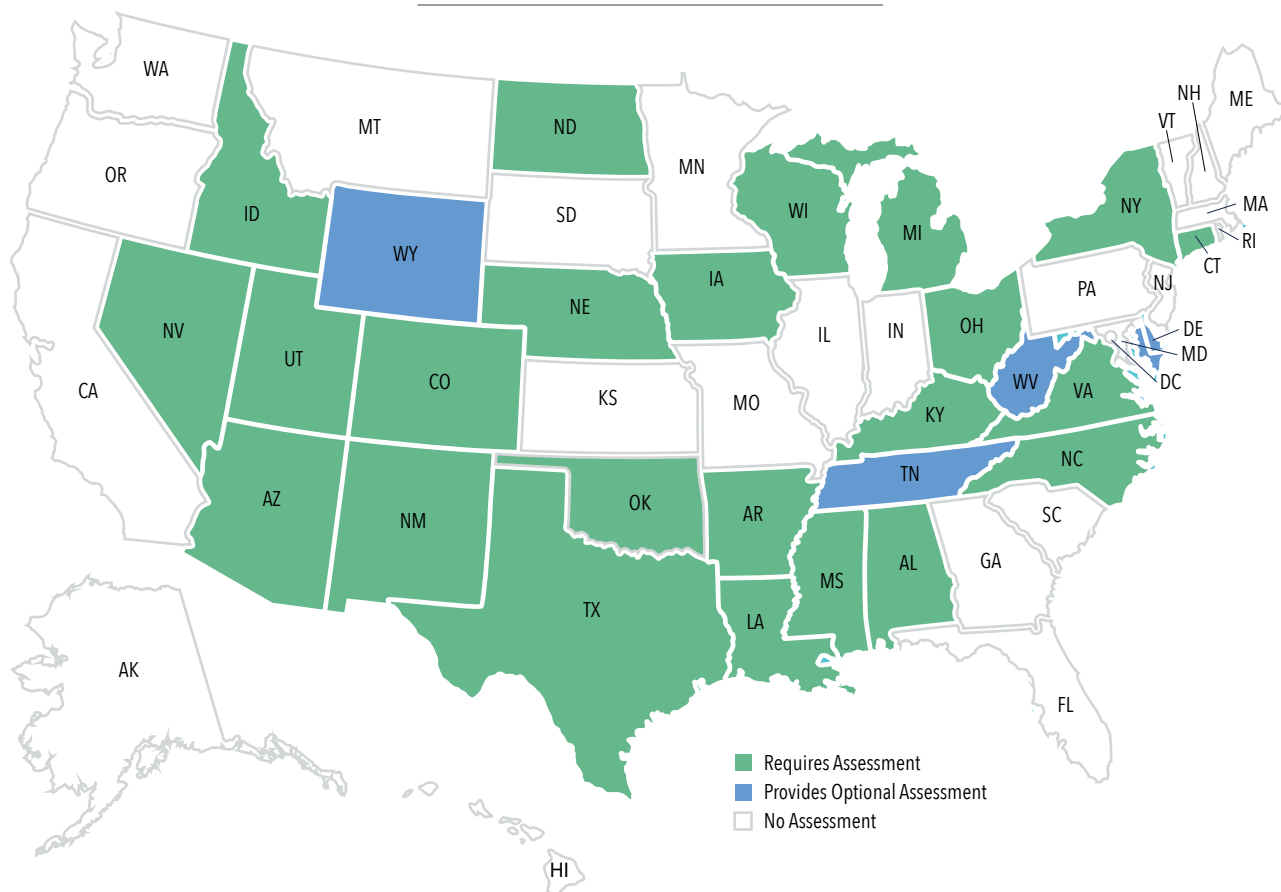 WA
MT
ND
MN
VT
NH
ME
OR
ID
SD
WI
MI
NY
MA
RI
CT
WY
IA
NE
PA
NJ
NV
UT
CO
IL
IN
OH
DE
MD
DC
CA
KS
MO
WV
VA
KY
AZ
NM
OK
AR
TN
NC
SC
MS
AL
GA
TX
LA
AK
FL
HI
Requires Assessment
Provides Optional Assessment
No Assessment